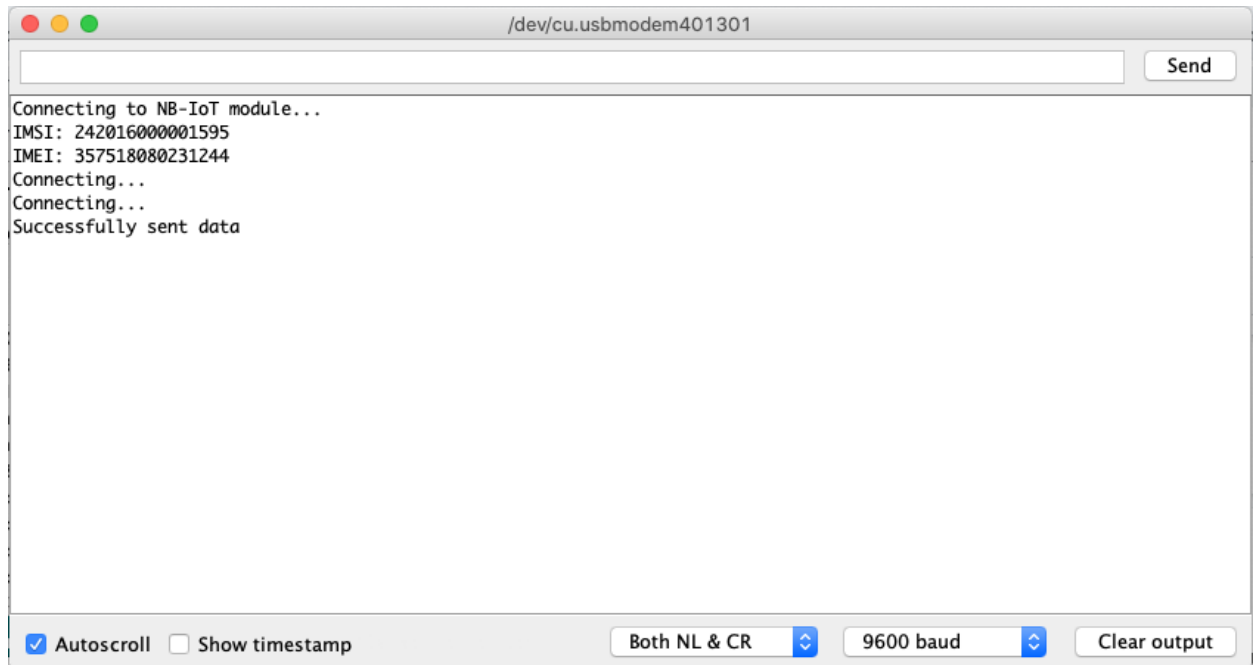 /dev/cu.usbmodem401301
Send
Connecting to NB-IoT module...
IMSI: 242016000001595
IMEI: 357518080231244
Connecting...
Connecting...
Successfully sent data
Autoscroll Show timestamp Both NL & CR 9600 baud Clear output